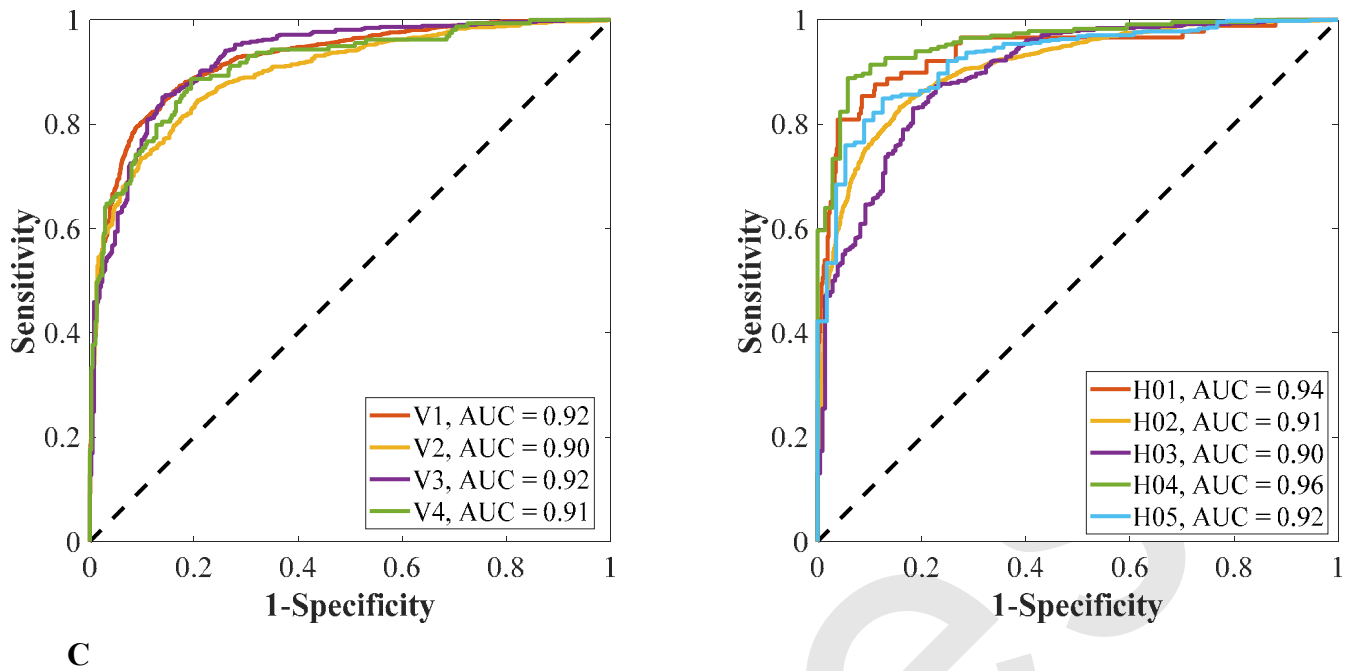 1
0.8
0.6
0.4
0.2
0
0 0.2 0.4 0.6 0.8 1
Sensitivity
1-Specificity
V1, AUC = 0.92
V2, AUC = 0.90
V3, AUC = 0.92
V4, AUC = 0.91
1
0.8
0.6
0.4
0.2
0
0 0.2 0.4 0.6 0.8 1
Sensitivity
1-Specificity
H01, AUC = 0.94
H02, AUC = 0.91
H03, AUC = 0.90
H04, AUC = 0.96
H05, AUC = 0.92
C